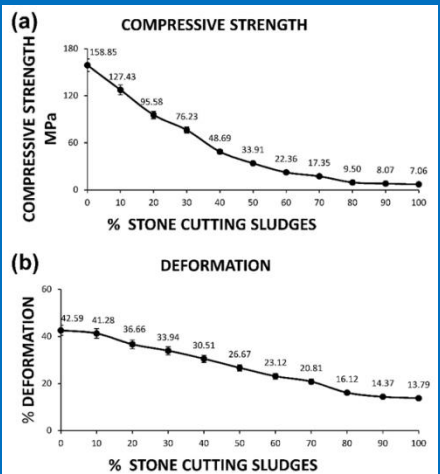 (a)
COMPRESSIVE STRENGTH
COMPRESSIVE STRENGTH
MPa
180
120
60
0
158.85
127.43
95.58
76.23
48.69
33.91
22.36
17.35
9.50
8.07
7.06
0 10 20 30 40 50 60 70 80 90 100
% STONE CUTTING SLUDGES
(b)
DEFORMATION
% DEFORMATION
60
40
20
0
42.59
41.28
36.66
33.94
30.51
26.67
23.12
20.81
16.12
14.37
13.79
0 10 20 30 40 50 60 70 80 90 100
% STONE CUTTING SLUDGES